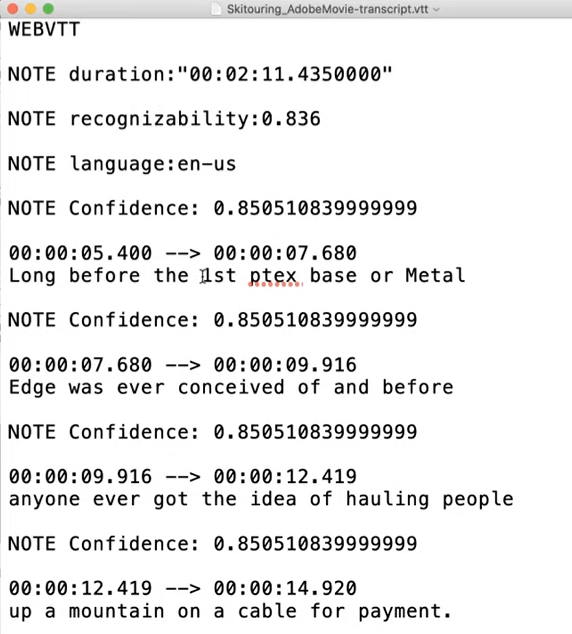 Skitouring_AdobeMovie-transcript.vtt
WEBVTT
NOTE duration:"00:02:11.4350000"
NOTE recognizability:0.836
NOTE language:en-us
NOTE Confidence: 0.850510839999999
00:00:05.400 --> 00:00:07.680
Long before the 1st ptex base or Metal
NOTE Confidence: 0.850510839999999
00:00:07.680 --> 00:00:09.916
Edge was ever conceived of and before
NOTE Confidence: 0.850510839999999
00:00:09.916 --> 00:00:12.419
anyone ever got the idea of hauling people
NOTE Confidence: 0.850510839999999
00:00:12.419 --> 00:00:14.920
up a mountain on a cable for payment.